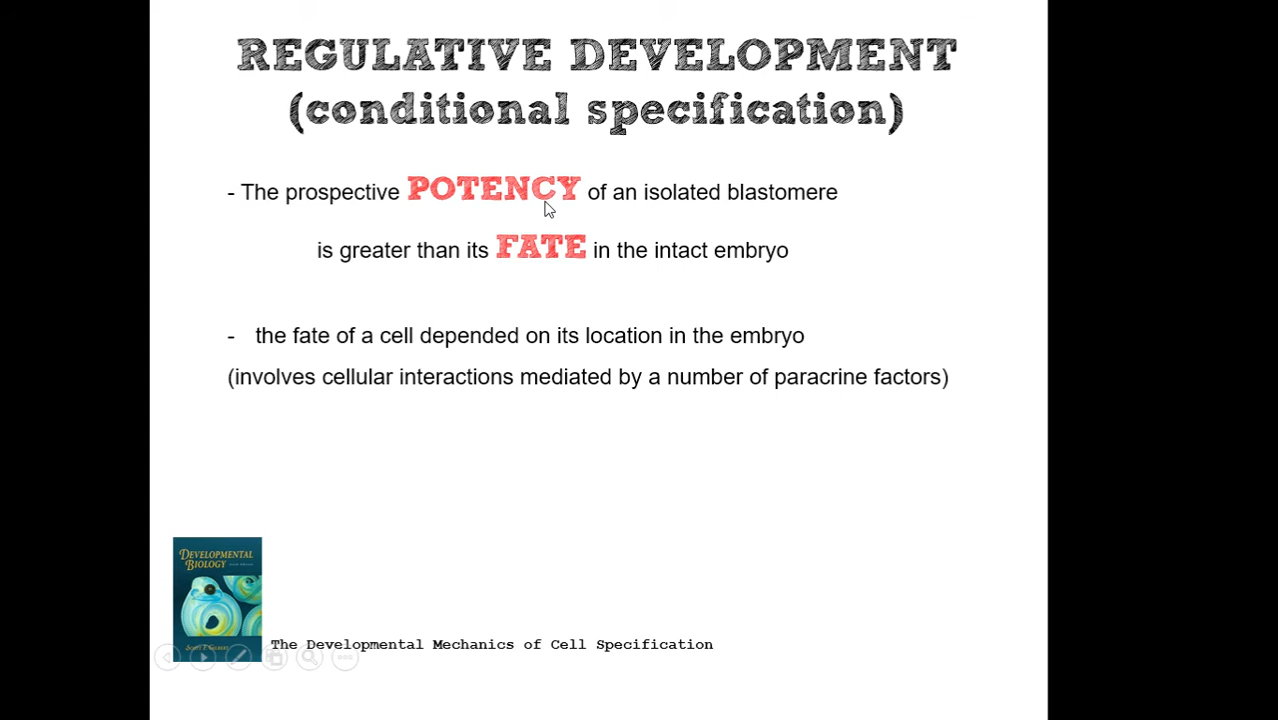 REGULATIVE DEVELOPMENT
(conditional specification)
- The prospective POTENCY of an isolated blastomere
is greater than its FATE in the intact embryo
- the fate of a cell depended on its location in the embryo
(involves cellular interactions mediated by a number of paracrine factors)
DEVELOPMENTAL
BIOLOGY
SCOTT F. GILBERT
The Developmental Mechanics of Cell Specification